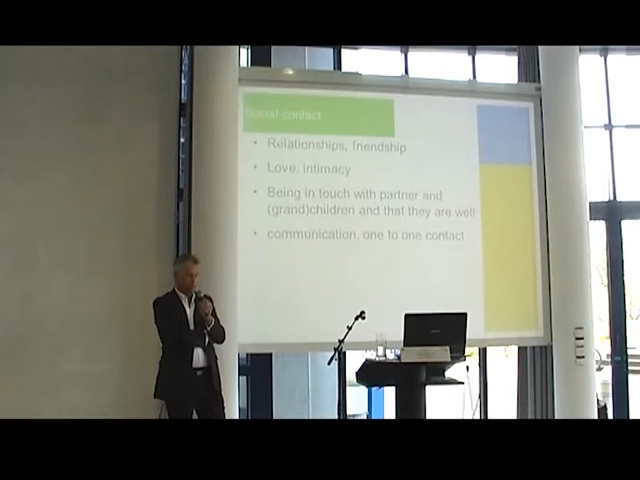 Social contact
• Relationships, friendship
• Love, intimacy
• Being in touch with partner and
(grand)children and that they are well
• communication, one to one contact